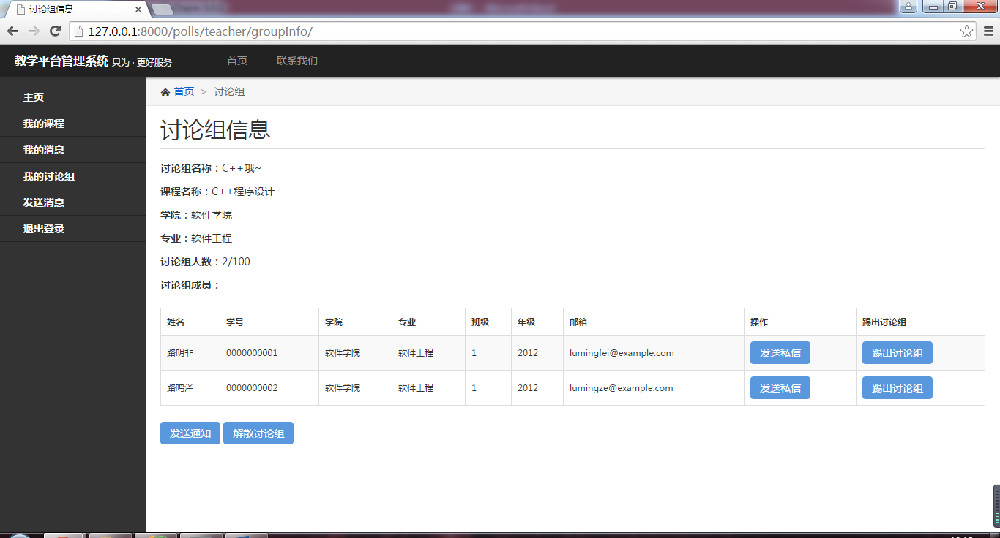 讨论组信息
127.0.0.1:8000/polls/teacher/groupInfo/
教学平台管理系统 只为 · 更好服务 首页 联系我们
主页
我的课程
我的消息
我的讨论组
发送消息
退出登录
首页 > 讨论组
讨论组信息
讨论组名称：C++哦~
课程名称：C++程序设计
学院：软件学院
专业：软件工程
讨论组人数：2/100
讨论组成员：
姓名 学号 学院 专业 班级 年级 邮箱 操作 踢出讨论组
路明非 0000000001 软件学院 软件工程 1 2012 lumingfei@example.com 发送私信 踢出讨论组
路鸣泽 0000000002 软件学院 软件工程 1 2012 lumingze@example.com 发送私信 踢出讨论组
发送通知 解散讨论组